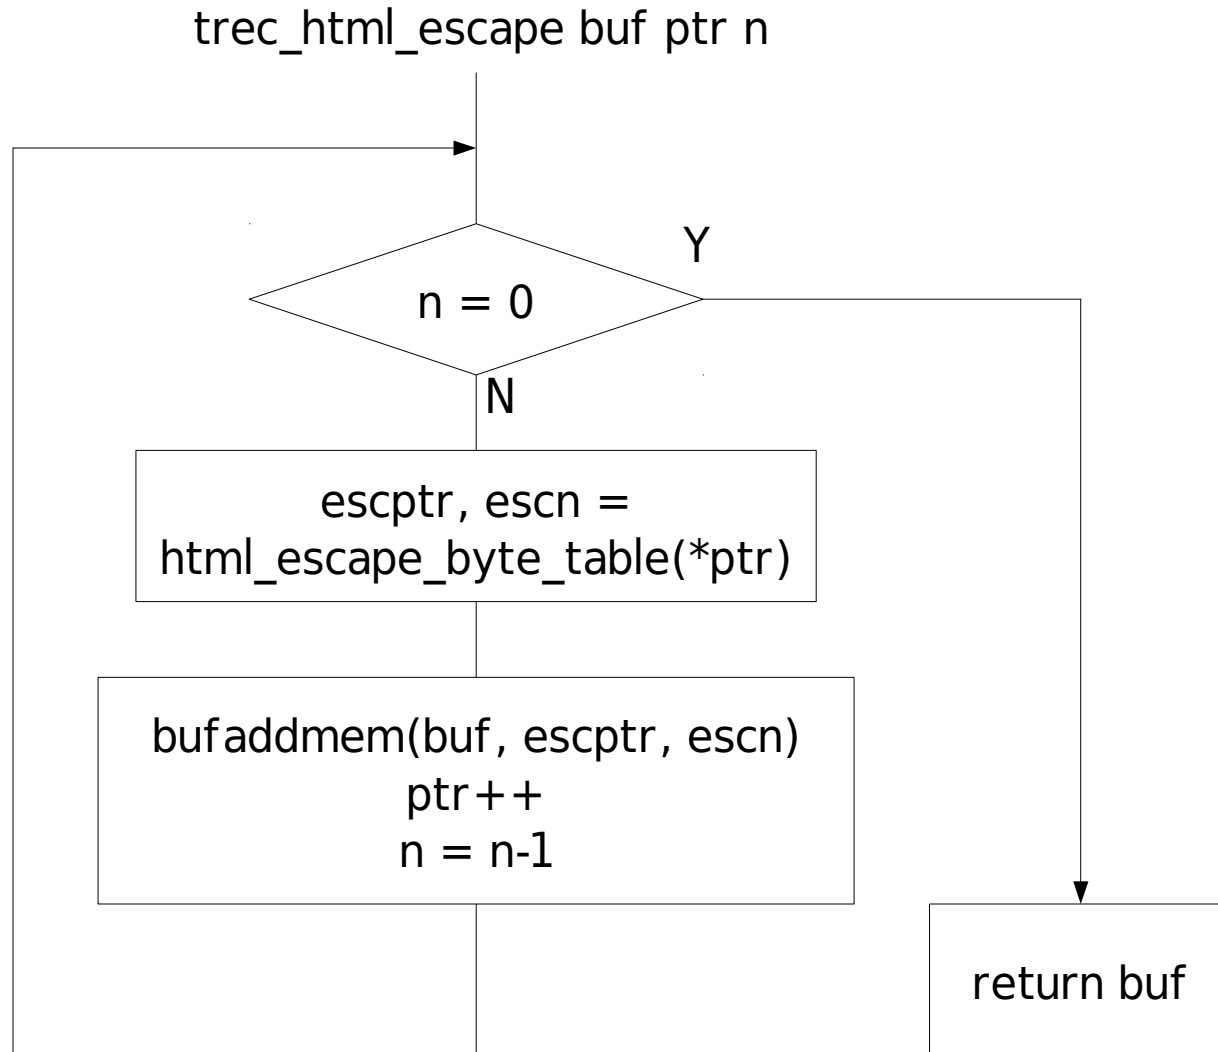 trec_html_escape buf ptr n
Y
n = 0
N
escptr, escn =
html_escape_byte_table(*ptr)
bufaddmem(buf, escptr, escn)
ptr++
n = n-1
return buf